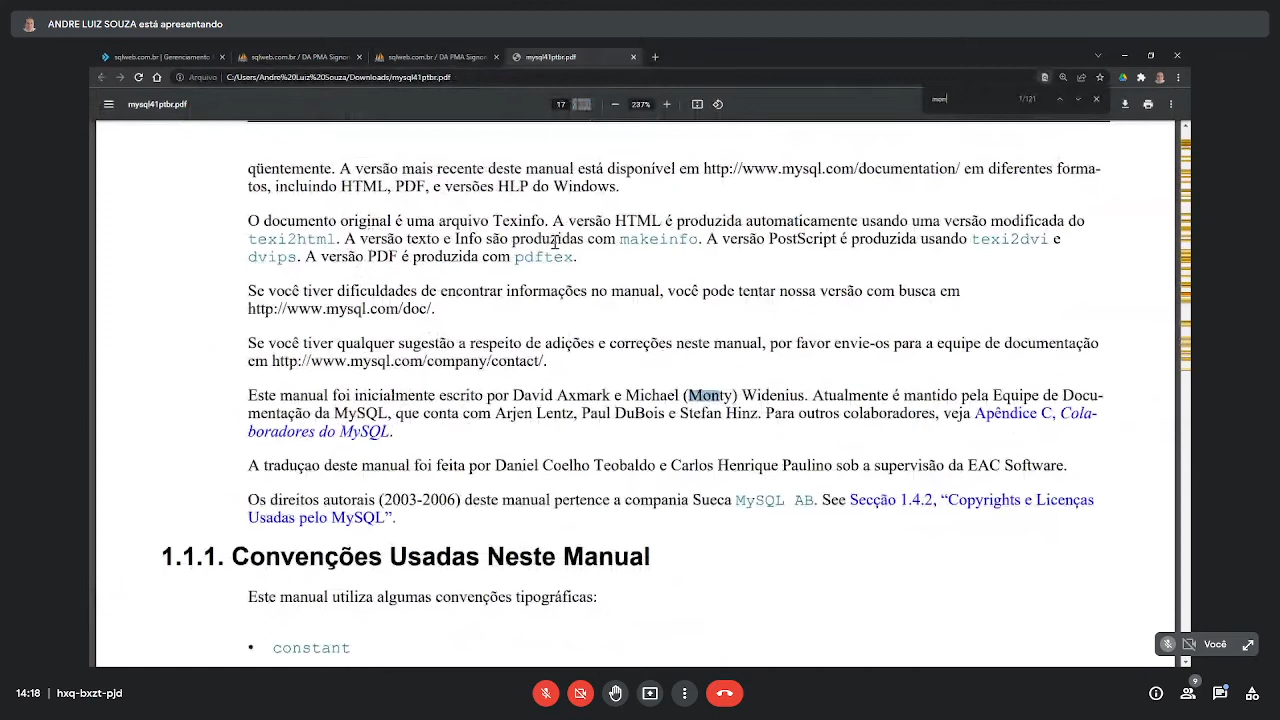 ANDRE LUIZ SOUZA está apresentando
sqlweb.com.br | Gerenciamento
sqlweb.com.br / DA PMA Signon
sqlweb.com.br / DA PMA Signon
mysql41ptbr.pdf
Arquivo
C:/Users/Andre%20Luiz%20Souza/Downloads/mysql41ptbr.pdf
mysql41ptbr.pdf
17
237%
mon
1/121
qüentemente. A versão mais recente deste manual está disponível em http://www.mysql.com/documentation/ em diferentes forma-
tos, incluindo HTML, PDF, e versões HLP do Windows.
O documento original é uma arquivo Texinfo. A versão HTML é produzida automaticamente usando uma versão modificada do
texi2html. A versão texto e Info são produzidas com makeinfo. A versão PostScript é produzida usando texi2dvi e
dvips. A versão PDF é produzida com pdftex.
Se você tiver dificuldades de encontrar informações no manual, você pode tentar nossa versão com busca em
http://www.mysql.com/doc/.
Se você tiver qualquer sugestão a respeito de adições e correções neste manual, por favor envie-os para a equipe de documentação
em http://www.mysql.com/company/contact/.
Este manual foi inicialmente escrito por David Axmark e Michael (Monty) Widenius. Atualmente é mantido pela Equipe de Docu-
mentação da MySQL, que conta com Arjen Lentz, Paul DuBois e Stefan Hinz. Para outros colaboradores, veja Apêndice C, Cola-
boradores do MySQL.
A traduçao deste manual foi feita por Daniel Coelho Teobaldo e Carlos Henrique Paulino sob a supervisão da EAC Software.
Os direitos autorais (2003-2006) deste manual pertence a compania Sueca MySQL AB. See Secção 1.4.2, “Copyrights e Licenças
Usadas pelo MySQL”.
1.1.1. Convenções Usadas Neste Manual
Este manual utiliza algumas convenções tipográficas:
• constant
Você
14:18
hxq-bxzt-pjd
9